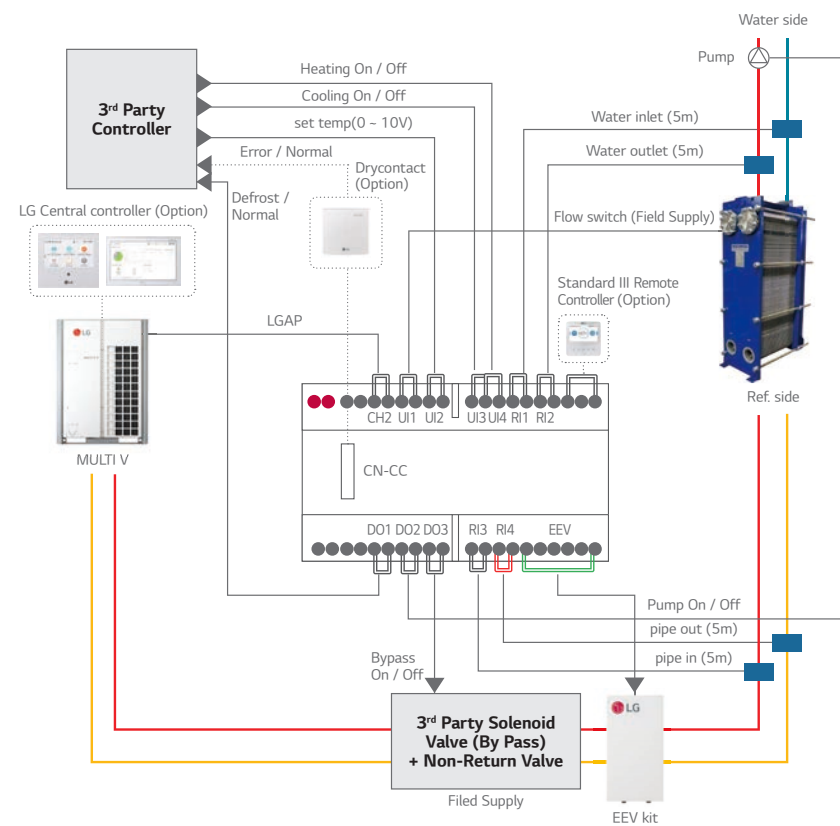 Water side
Pump
3rd Party
Controller
Heating On / Off
Cooling On / Off
set temp(0 ~ 10V)
Error / Normal
Drycontact
(Option)
Defrost /
Normal
Water inlet (5m)
Water outlet (5m)
LG Central controller (Option)
Flow switch (Field Supply)
Standard III Remote
Controller (Option)
LG
LGAP
CH2 UI1 UI2 UI3 UI4 RI1 RI2
Ref. side
MULTI V
CN-CC
DO1 DO2 DO3 RI3 RI4 EEV
Pump On / Off
pipe out (5m)
pipe in (5m)
Bypass
On / Off
3rd Party Solenoid
Valve (By Pass)
+ Non-Return Valve
LG
Filed Supply
EEV kit